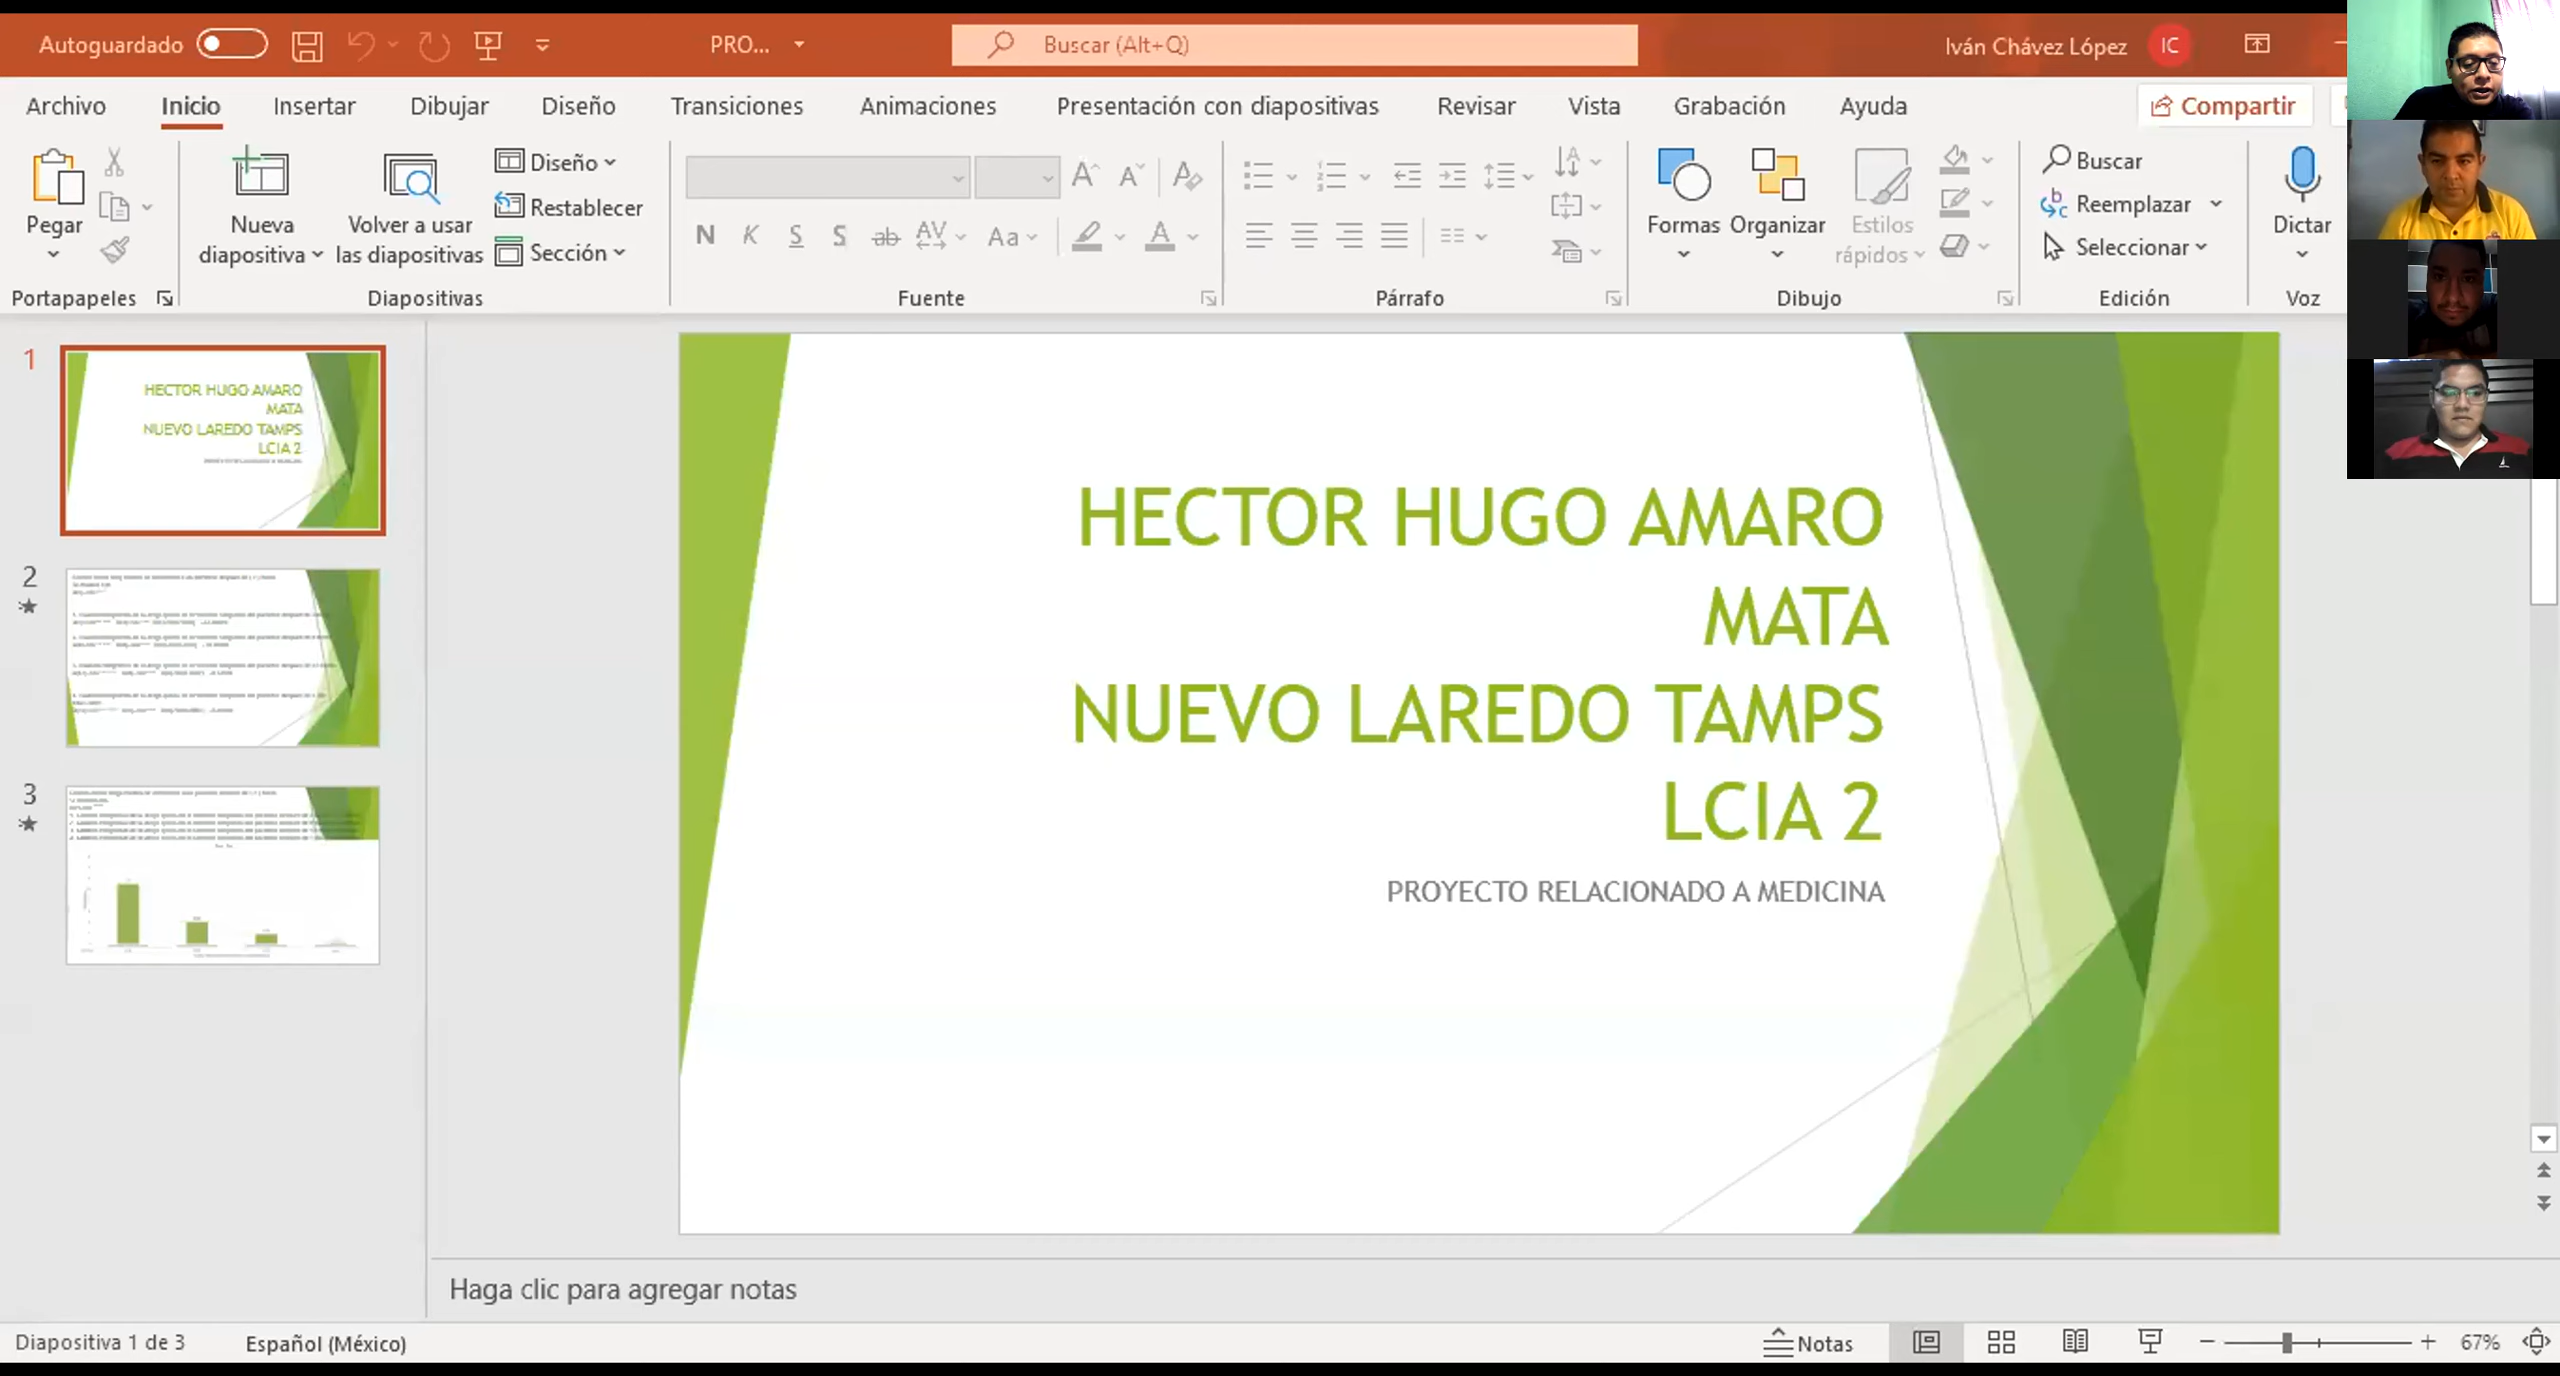 Autoguardado
PRO...
Buscar (Alt+Q)
Iván Chávez López
IC
Archivo Inicio Insertar Dibujar Diseño Transiciones Animaciones Presentación con diapositivas Revisar Vista Grabación Ayuda
Compartir
Pegar
Nueva
diapositiva
Volver a usar
las diapositivas
Diseño
Restablecer
Sección
N K S S ab AV Aa A
Formas
Organizar
Estilos
rápidos
Buscar
Reemplazar
Seleccionar
Dictar
Portapapeles
Diapositivas
Fuente
Párrafo
Dibujo
Edición
Voz
1
HECTOR HUGO AMARO
MATA
NUEVO LAREDO TAMPS
LCIA 2
2
3
HECTOR HUGO AMARO
MATA
NUEVO LAREDO TAMPS
LCIA 2
PROYECTO RELACIONADO A MEDICINA
Haga clic para agregar notas
Diapositiva 1 de 3
Español (México)
Notas
67%